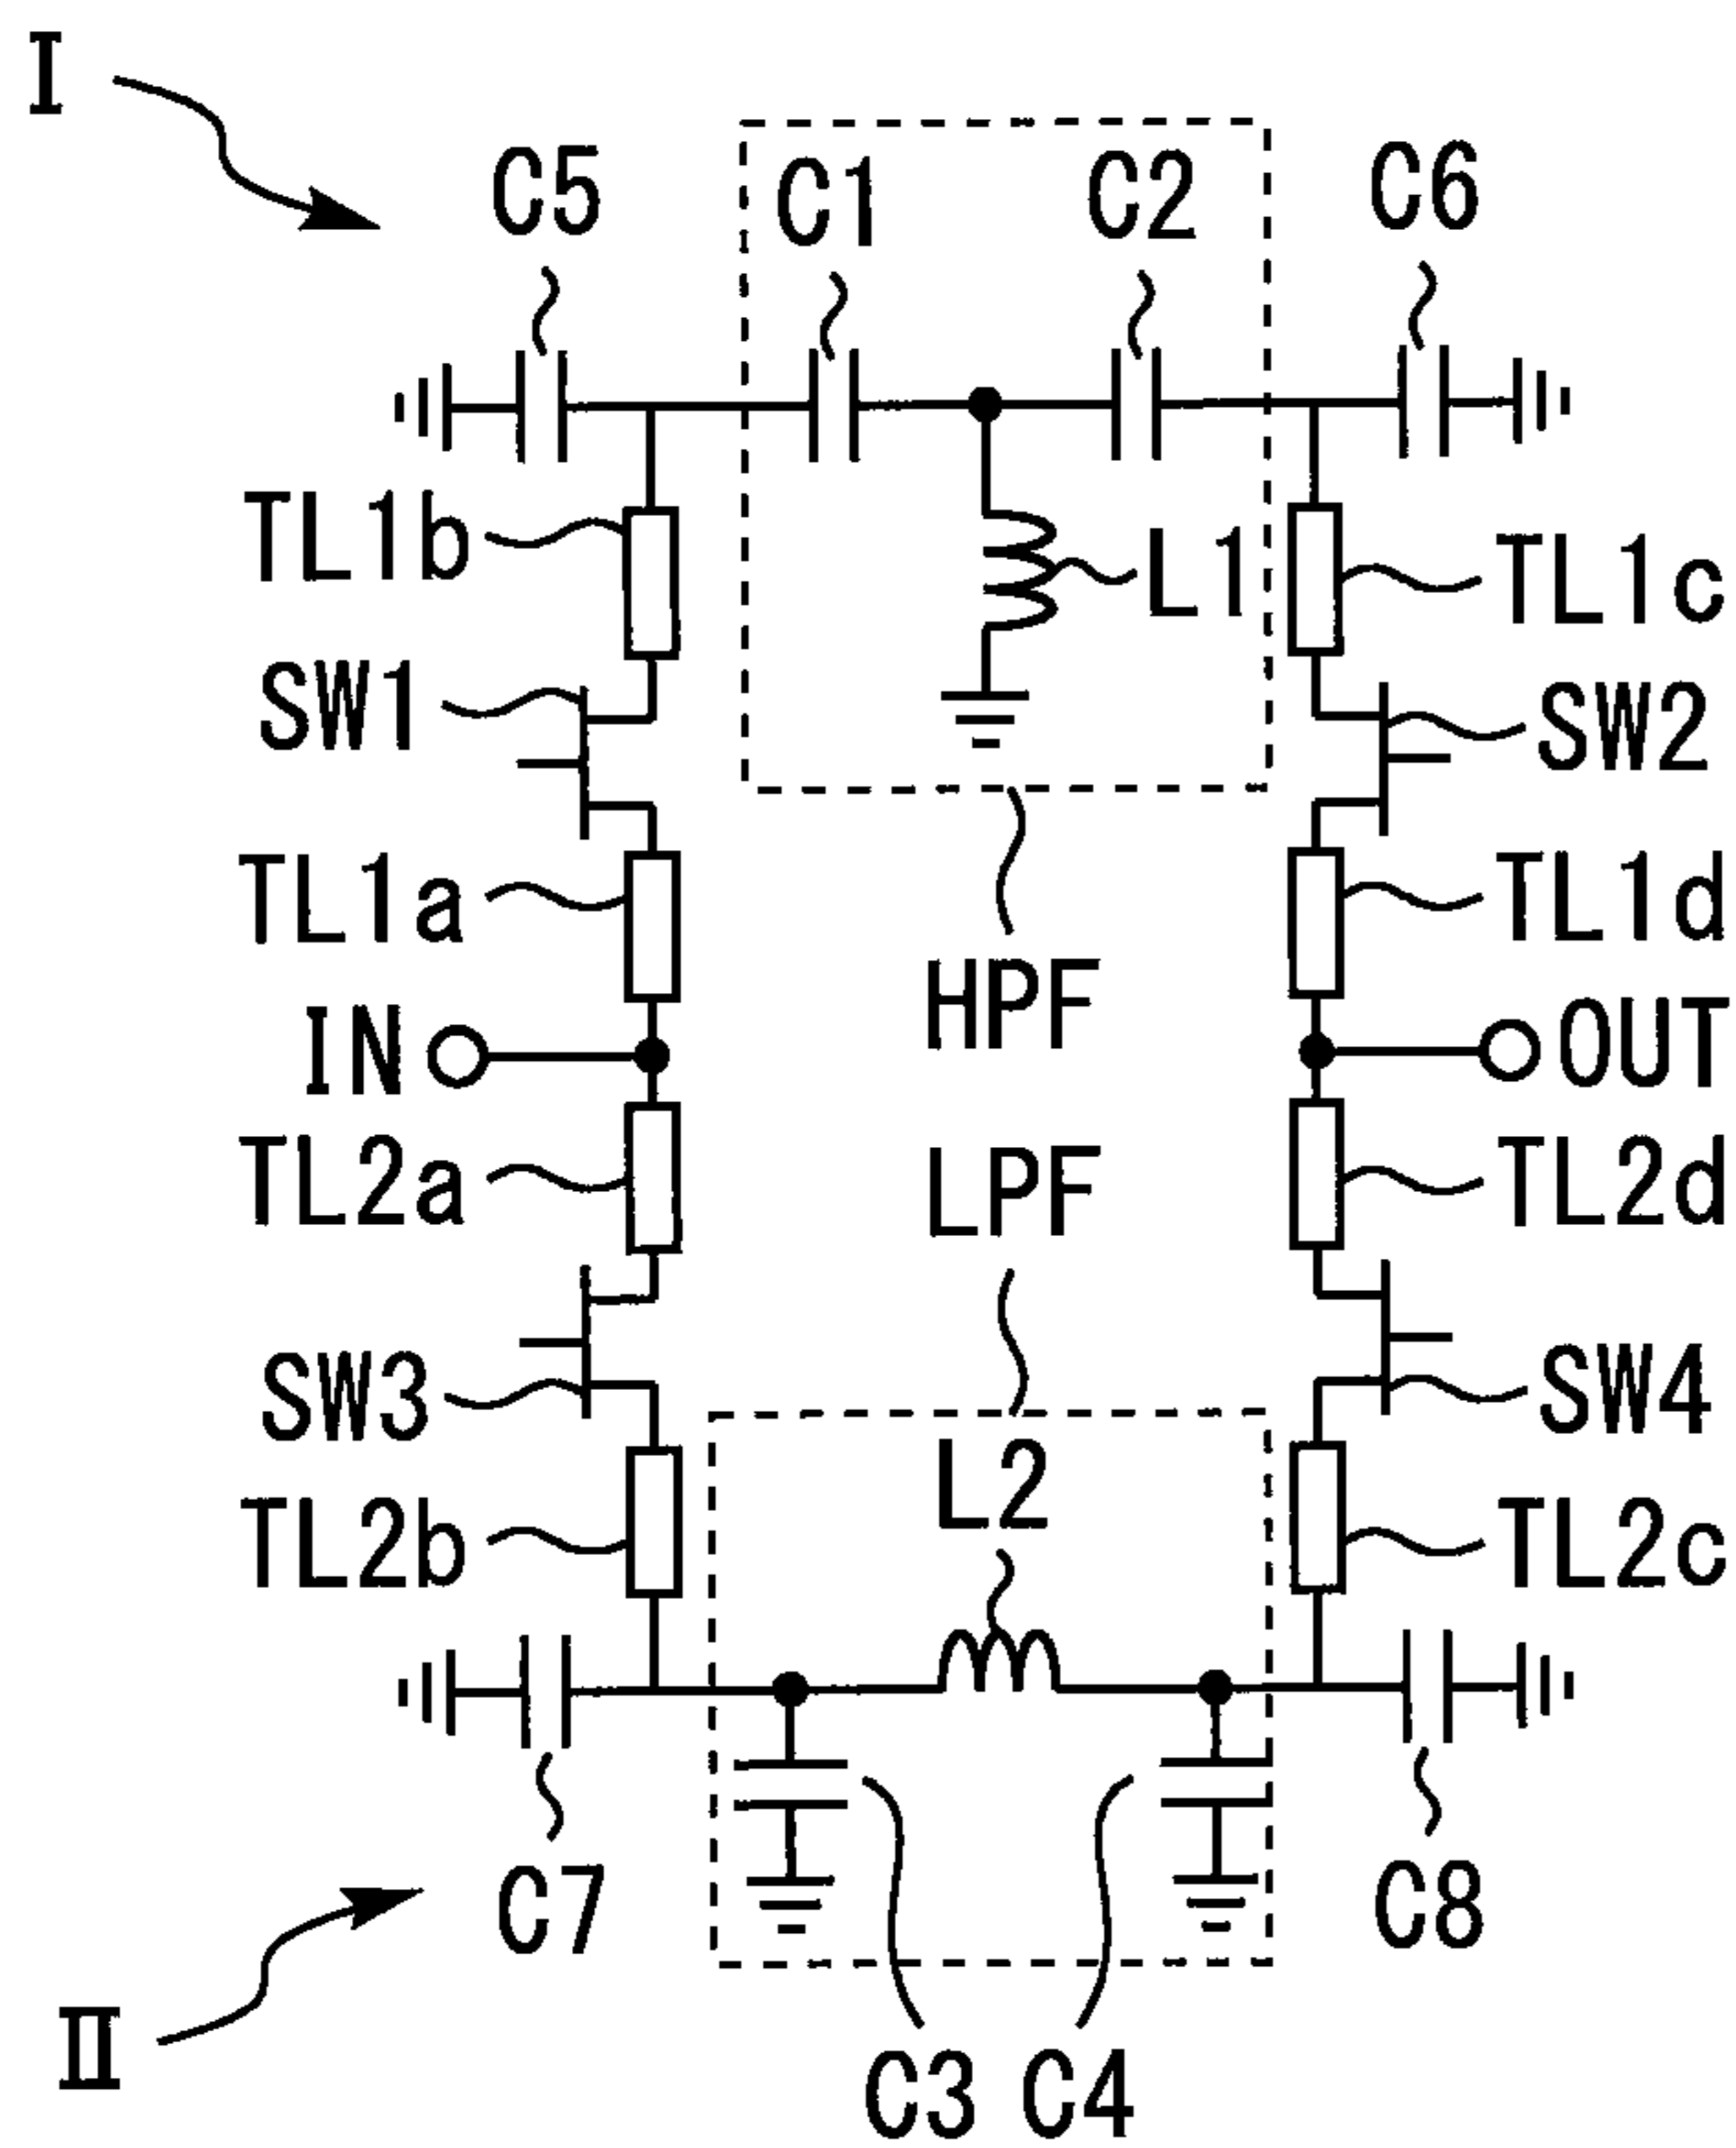 I
C5
C1
C2
C6
TL1b
L1
TL1c
SW1
SW2
TL1a
TL1d
HPF
IN
OUT
TL2a
LPF
TL2d
SW3
SW4
L2
TL2b
TL2c
C7
C8
II
C3
C4